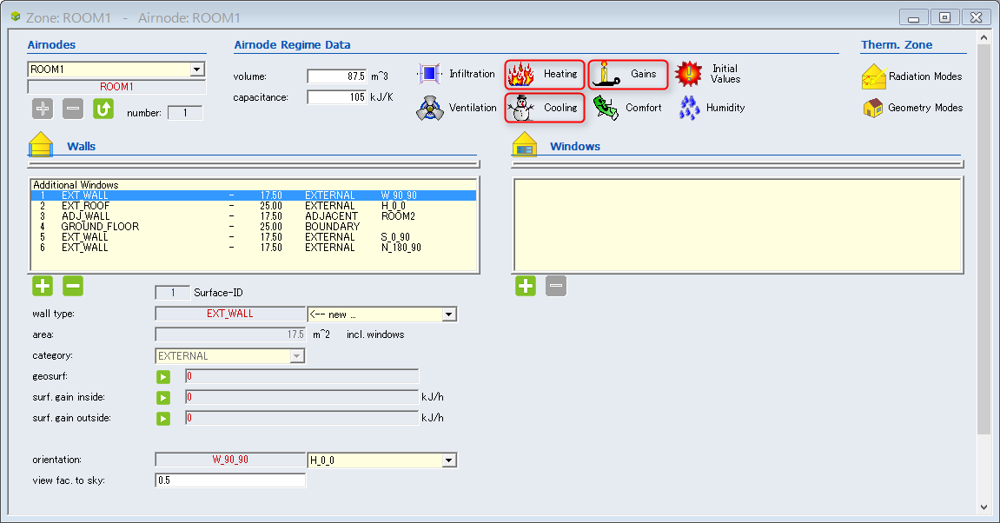 Zone: ROOM1 - Airnode: ROOM1
Airnodes
ROOM1
ROOM1
number: 1
Airnode Regime Data
volume: 87.5 m^3
capacitance: 105 kJ/K
Infiltration
Heating
Gains
Initial
Values
Ventilation
Cooling
Comfort
Humidity
Therm. Zone
Radiation Modes
Geometry Modes
Walls
Additional Windows
1 EXT_WALL - 17.50 EXTERNAL W_90_90
2 EXT_ROOF - 25.00 EXTERNAL H_0_0
3 ADJ_WALL - 17.50 ADJACENT ROOM2
4 GROUND_FLOOR - 25.00 BOUNDARY
5 EXT_WALL - 17.50 EXTERNAL S_0_90
6 EXT_WALL - 17.50 EXTERNAL N_180_90
Windows
1 Surface-ID
wall type: EXT_WALL <-- new ...
area: 17.5 m^2 incl. windows
category: EXTERNAL
geosurf: 0
surf. gain inside: 0 kJ/h
surf. gain outside: 0 kJ/h
orientation: W_90_90 H_0_0
view fac. to sky: 0.5